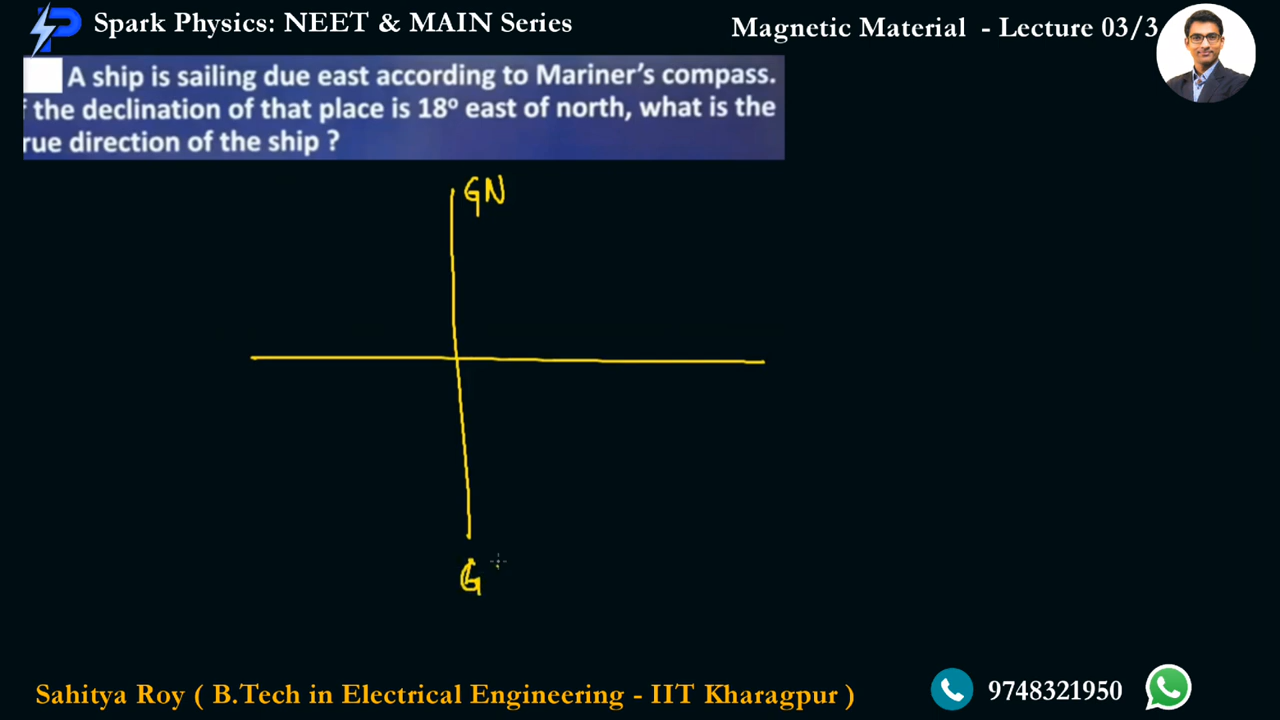 Spark Physics: NEET & MAIN Series
Magnetic Material - Lecture 03/3
A ship is sailing due east according to Mariner's compass.
f the declination of that place is 18º east of north, what is the
rue direction of the ship ?
GN
G
Sahitya Roy ( B.Tech in Electrical Engineering - IIT Kharagpur )
9748321950